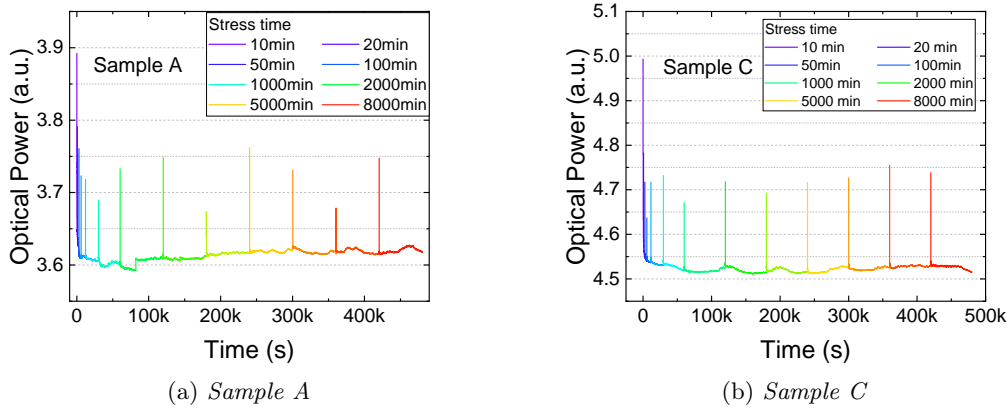 Stress time
10min 20min
50min 100min
1000min 2000min
5000min 8000min
Sample A
Optical Power (a.u.)
3.9
3.8
3.7
3.6
0 100k 200k 300k 400k
Time (s)
(a) Sample A
Stress time
10 min 20 min
50min 100min
1000 min 2000 min
5000 min 8000 min
Sample C
Optical Power (a.u.)
5.1
5.0
4.9
4.8
4.7
4.6
4.5
0 100k 200k 300k 400k 500k
Time (s)
(b) Sample C